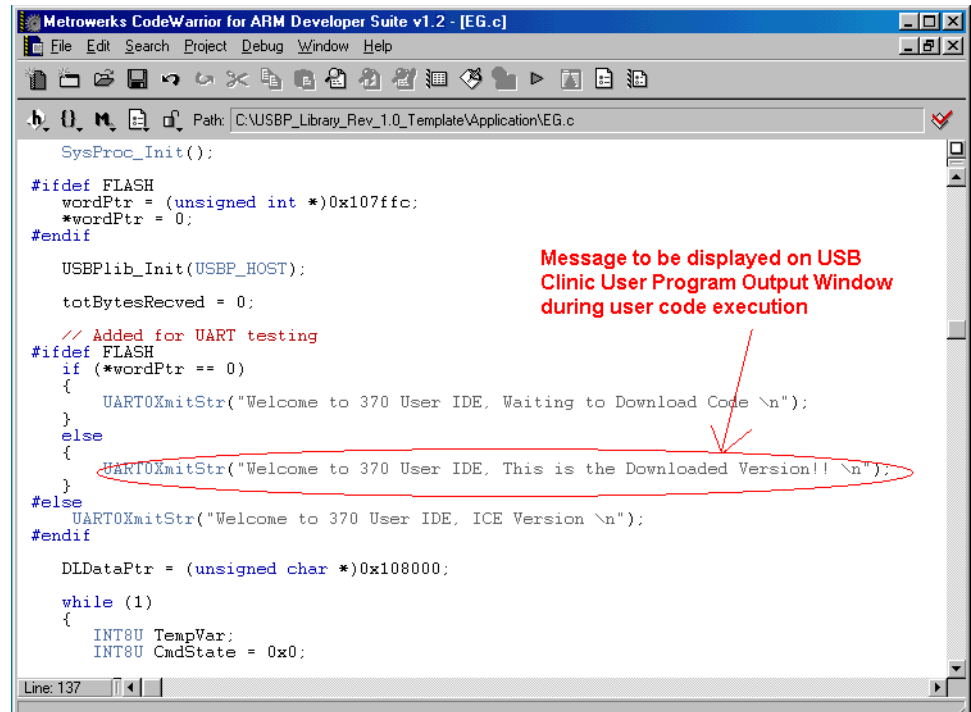 Metrowerks CodeWarrior for ARM Developer Suite v1.2 - [EG.c]
File Edit Search Project Debug Window Help
Path: C:\USBP_Library_Rev_1.0_Template\Application\EG.c
SysProc_Init();
#ifdef FLASH
wordPtr = (unsigned int *)0x107ffc;
*wordPtr = 0;
#endif
USBPlib_Init(USBP_HOST);
totBytesRecved = 0;
Message to be displayed on USB
Clinic User Program Output Window
during user code execution
// Added for UART testing
#ifdef FLASH
if (*wordPtr == 0)
{
UART0XmitStr("Welcome to 370 User IDE, Waiting to Download Code \n");
}
else
{
UART0XmitStr("Welcome to 370 User IDE, This is the Downloaded Version!! \n");
}
#else
UART0XmitStr("Welcome to 370 User IDE, ICE Version \n");
#endif
DLDataPtr = (unsigned char *)0x108000;
while (1)
{
INT8U TempVar;
INT8U CmdState = 0x0;
Line: 137